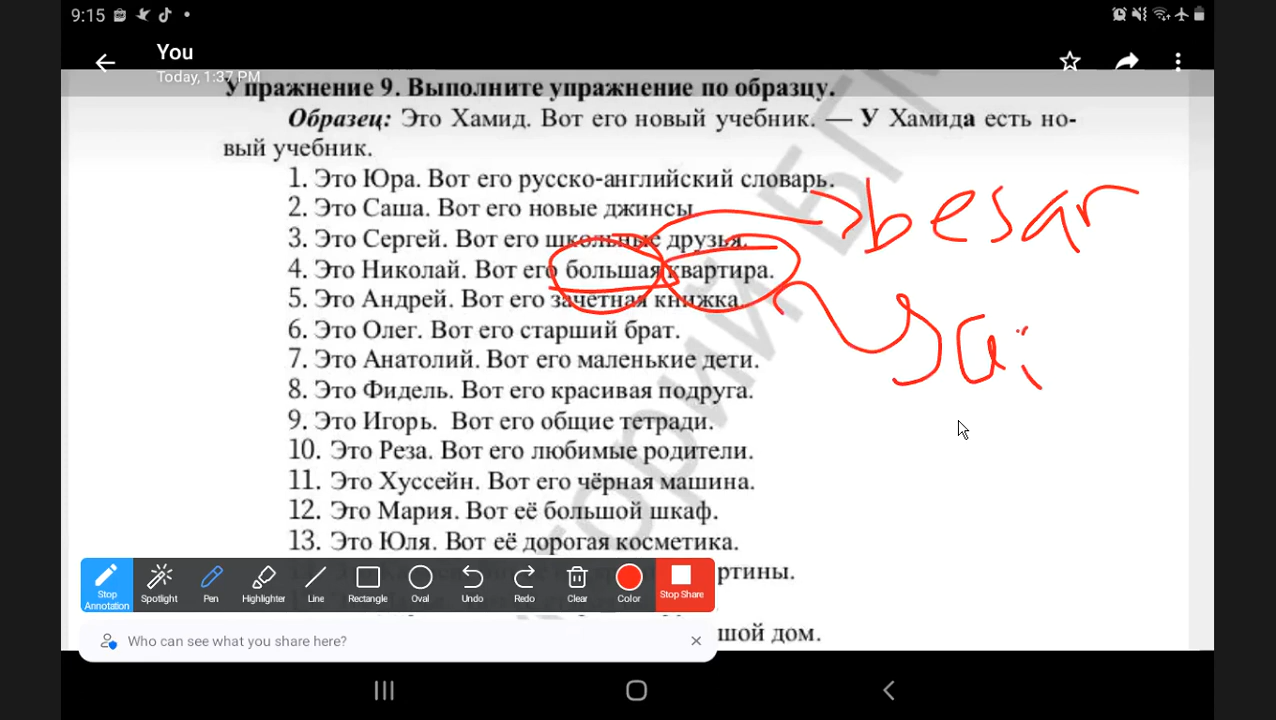 9:15
You
Today, 1:37 PM
Упражнение 9. Выполните упражнение по образцу.
Образец: Это Хамид. Вот его новый учебник. — У Хамида есть но-
вый учебник.
1. Это Юра. Вот его русско-английский словарь.
2. Это Саша. Вот его новые джинсы.
3. Это Сергей. Вот его школьные друзья.
besar
4. Это Николай. Вот его большая квартира.
5. Это Андрей. Вот его зачетная книжка.
6. Это Олег. Вот его старший брат.
7. Это Анатолий. Вот его маленькие дети.
8. Это Фидель. Вот его красивая подруга.
9. Это Игорь. Вот его общие тетради.
10. Это Реза. Вот его любимые родители.
11. Это Хуссейн. Вот его чёрная машина.
12. Это Мария. Вот её большой шкаф.
13. Это Юля. Вот её дорогая косметика.
ртины.
Stop Annotation
Spotlight
Pen
Highlighter
Line
Rectangle
Oval
Undo
Redo
Clear
Color
Stop Share
Who can see what you share here?
шой дом.